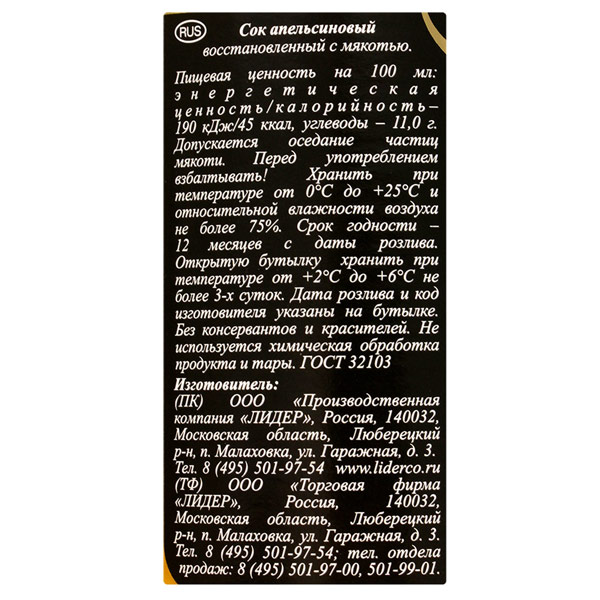 RUS
Сок апельсиновый
восстановленный с мякотью.
Пищевая ценность на 100 мл:
энергетическая
ценность/калорийность–
190 кДж/45 ккал, углеводы – 11,0 г.
Допускается оседание частиц
мякоти. Перед употреблением
взбалтывать! Хранить при
температуре от 0°С до +25°С и
относительной влажности воздуха
не более 75%. Срок годности –
12 месяцев с даты розлива.
Открытую бутылку хранить при
температуре от +2°С до +6°С не
более 3-х суток. Дата розлива и код
изготовителя указаны на бутылке.
Без консервантов и красителей. Не
используется химическая обработка
продукта и тары. ГОСТ 32103
Изготовитель:
(ПК) ООО «Производственная
компания «ЛИДЕР», Россия, 140032,
Московская область, Люберецкий
р-н, п. Малаховка, ул. Гаражная, д. 3.
Тел. 8 (495) 501-97-54 www.liderco.ru
(ТФ) ООО «Торговая фирма
«ЛИДЕР», Россия, 140032,
Московская область, Люберецкий
р-н, п. Малаховка, ул. Гаражная, д. 3.
Тел. 8 (495) 501-97-54; тел. отдела
продаж: 8 (495) 501-97-00, 501-99-01.